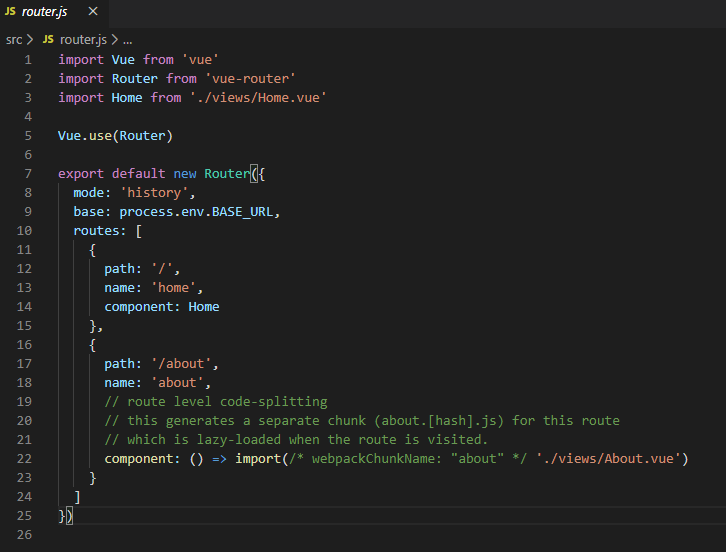 JS router.js ×
src > JS router.js > ...
1 import Vue from 'vue'
2 import Router from 'vue-router'
3 import Home from './views/Home.vue'
4
5 Vue.use(Router)
6
7 export default new Router({
8   mode: 'history',
9   base: process.env.BASE_URL,
10   routes: [
11     {
12       path: '/',
13       name: 'home',
14       component: Home
15     },
16     {
17       path: '/about',
18       name: 'about',
19       // route level code-splitting
20       // this generates a separate chunk (about.[hash].js) for this route
21       // which is lazy-loaded when the route is visited.
22       component: () => import(/* webpackChunkName: "about" */ './views/About.vue')
23     }
24   ]
25 })
26